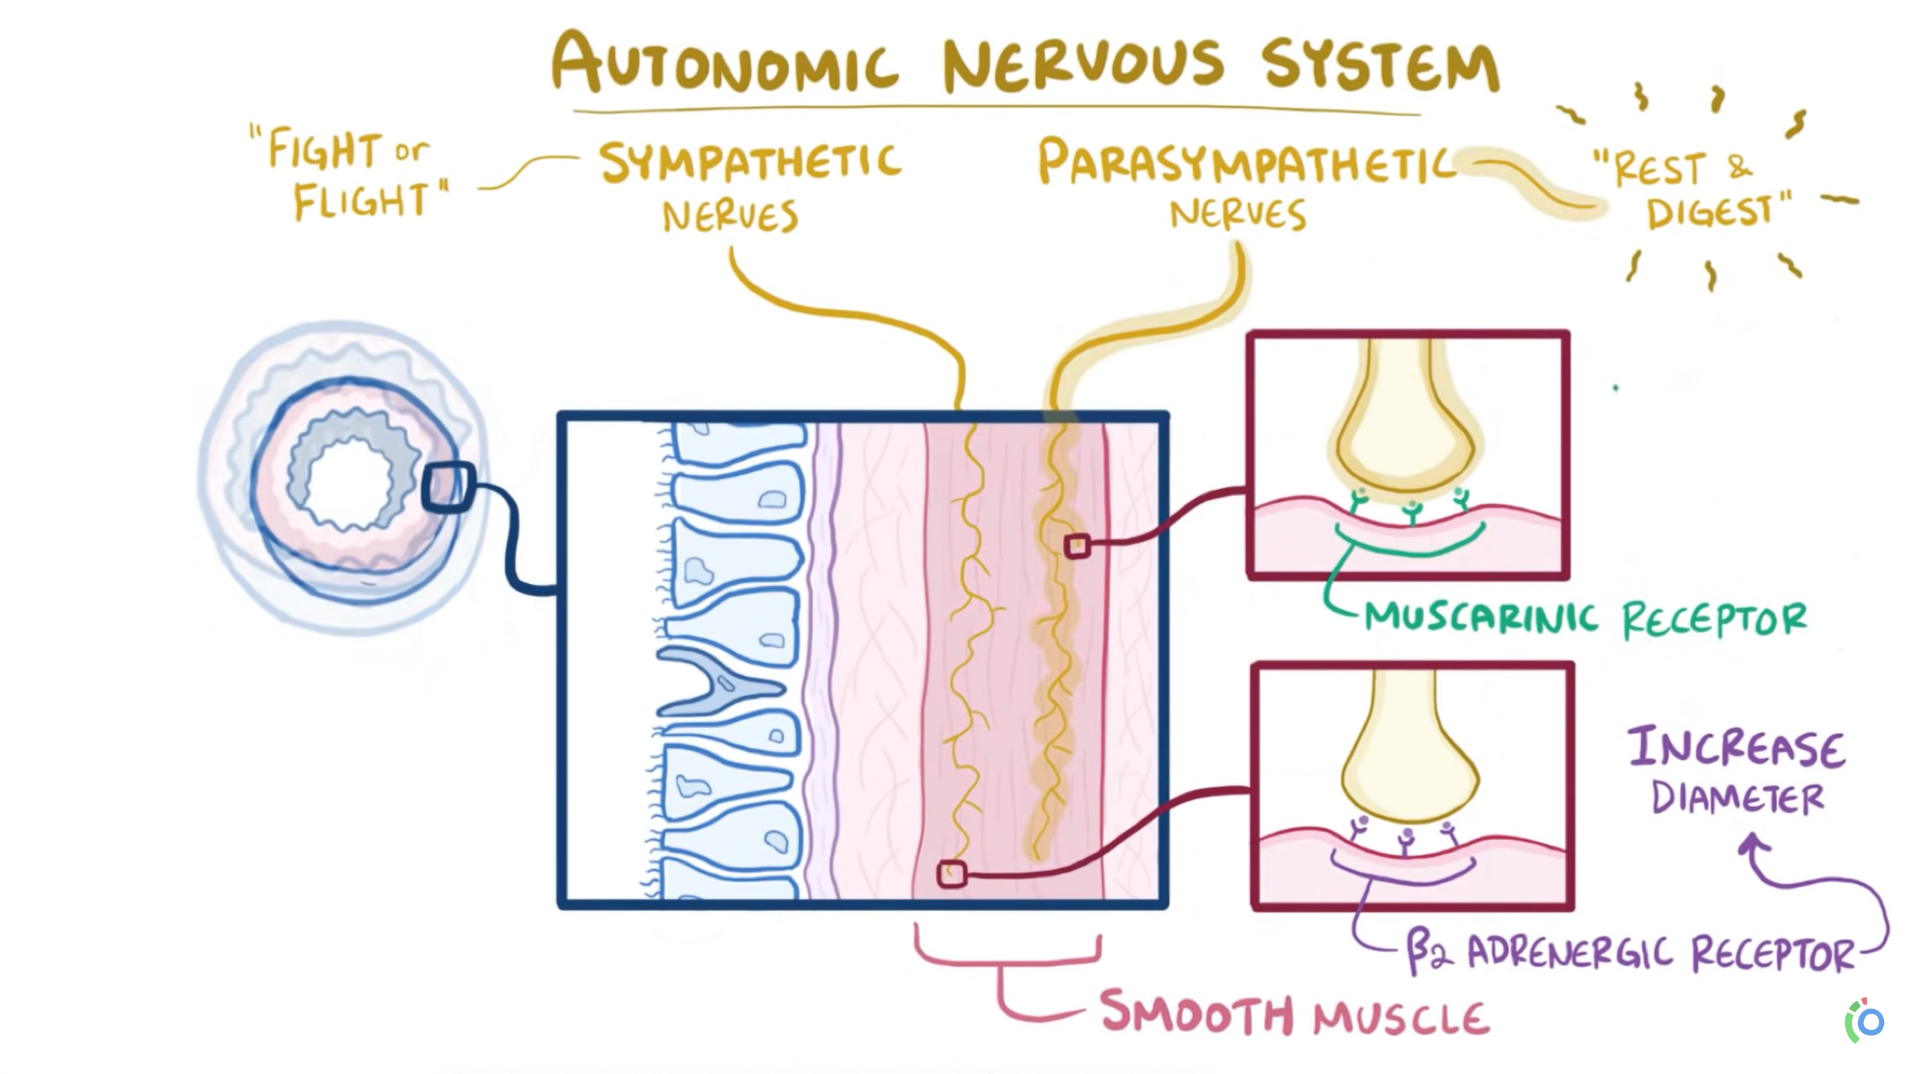 AUTONOMIC NERVOUS SYSTEM
"FIGHT or
FLIGHT"
SYMPATHETIC
NERVES
PARASYMPATHETIC
NERVES
"REST &
DIGEST"
MUSCARINIC RECEPTOR
INCREASE
DIAMETER
β2 ADRENERGIC RECEPTOR
SMOOTH MUSCLE